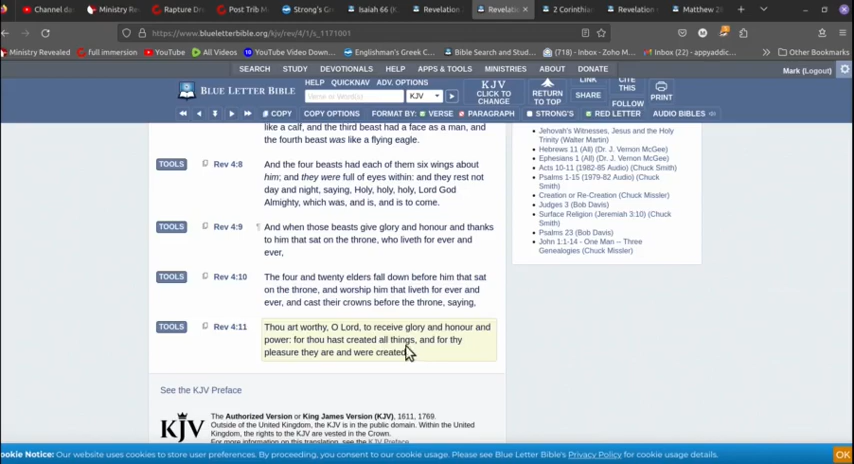 Channel das
Ministry Re
Rapture Dr
Post Trib M
Strong's Gr
Isaiah 66 (K
Revelation
Revelatio
2 Corinthia
Revelation
Matthew 2
https://www.blueletterbible.org/kjv/rev/4/1/s_1171001
Ministry Revealed
full immersion
YouTube
All Videos
YouTube Video Down...
Englishman's Greek C...
Bible Search and Stud...
(718) - Inbox - Zoho M...
Inbox (22) - appyaddic...
Other Bookmarks
SEARCH STUDY DEVOTIONALS HELP APPS & TOOLS MINISTRIES ABOUT DONATE
Mark (Logout)
BLUE LETTER BIBLE
HELP QUICKNAV ADV. OPTIONS
Verse or Word(s)
KJV
KJV
CLICK TO
CHANGE
RETURN
TO TOP
LINK
SHARE
CITE
THIS
FOLLOW
PRINT
COPY COPY OPTIONS FORMAT BY: VERSE PARAGRAPH STRONG'S RED LETTER AUDIO BIBLES
like a calf, and the third beast had a face as a man, and
the fourth beast was like a flying eagle.
TOOLS Rev 4:8 And the four beasts had each of them six wings about
him; and they were full of eyes within: and they rest not
day and night, saying, Holy, holy, holy, Lord God
Almighty, which was, and is, and is to come.
TOOLS Rev 4:9 ¶ And when those beasts give glory and honour and thanks
to him that sat on the throne, who liveth for ever and
ever,
TOOLS Rev 4:10 The four and twenty elders fall down before him that sat
on the throne, and worship him that liveth for ever and
ever, and cast their crowns before the throne, saying,
TOOLS Rev 4:11 Thou art worthy, O Lord, to receive glory and honour and
power: for thou hast created all things, and for thy
pleasure they are and were created
Jehovah's Witnesses, Jesus and the Holy
Trinity (Walter Martin)
Hebrews 11 (All) (Dr. J. Vernon McGee)
Ephesians 1 (All) (Dr. J. Vernon McGee)
Acts 10-11 (1982-85 Audio) (Chuck
Smith)
Psalms 1-15 (1979-82 Audio) (Chuck
Smith)
Creation or Re-Creation (Chuck Missler)
Judges 3 (Bob Davis)
Surface Religion (Jeremiah 3:10) (Chuck
Smith)
Psalms 23 (Bob Davis)
John 1:1-14 - One Man -- Three
Genealogies (Chuck Missler)
See the KJV Preface
KJV
The Authorized Version or King James Version (KJV), 1611, 1769.
Outside of the United Kingdom, the KJV is in the public domain. Within the United
Kingdom, the rights to the KJV are vested in the Crown.
For more information on this translation, see the KJV Preface.
ookie Notice: Our website uses cookies to store user preferences. By proceeding, you consent to our cookie usage. Please see Blue Letter Bible's Privacy Policy for cookie usage details.
OK